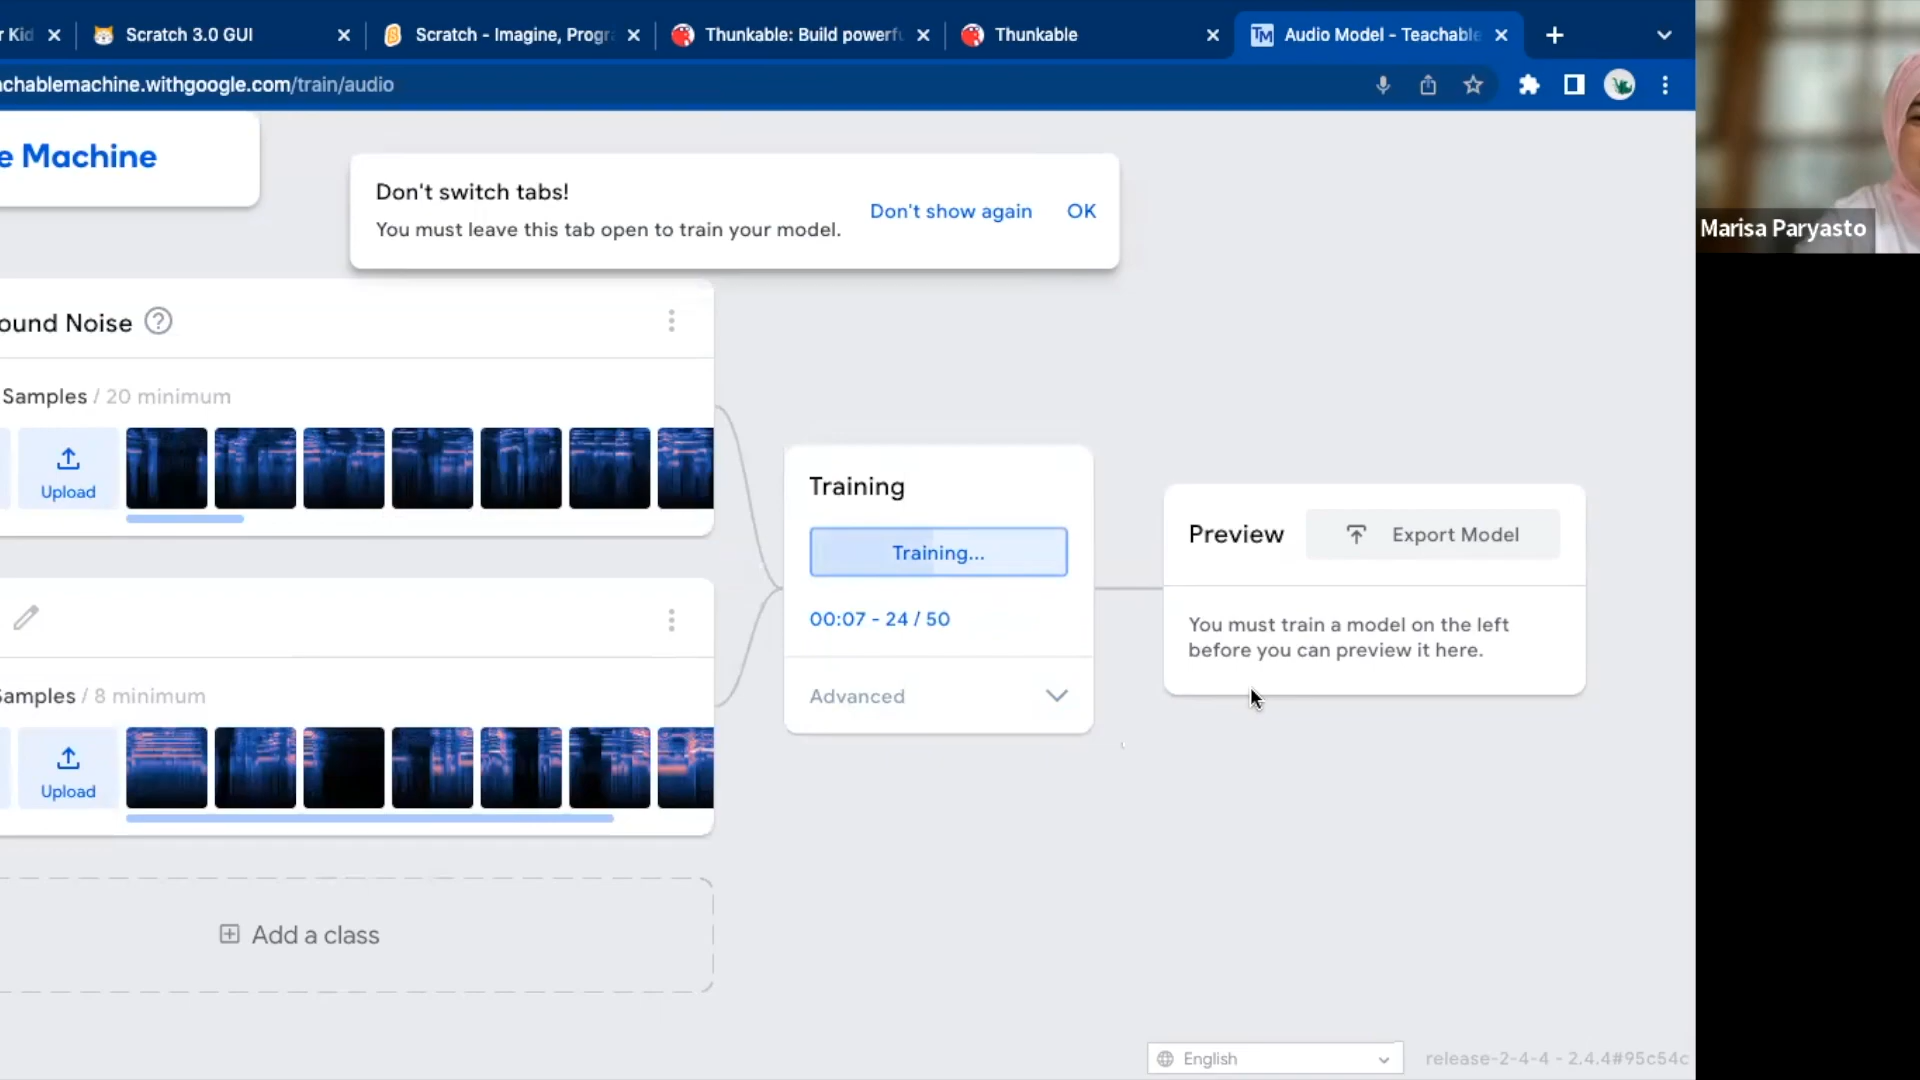 r Kid
Scratch 3.0 GUI
Scratch - Imagine, Progr
Thunkable: Build powerf
Thunkable
TM
Audio Model - Teachable
achablemachine.withgoogle.com/train/audio
e Machine
Don't switch tabs!
You must leave this tab open to train your model.
Don't show again
OK
Marisa Paryasto
ound Noise
Samples / 20 minimum
Upload
Training
Training...
00:07 - 24 / 50
Advanced
Preview
Export Model
You must train a model on the left
before you can preview it here.
Samples / 8 minimum
Upload
Add a class
English
release-2-4-4 - 2.4.4#95c54c